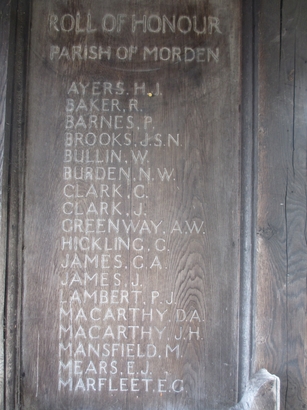 ROLL OF HONOUR
PARISH OF MORDEN
AYERS. H.J.
BAKER. R.
BARNES. P.
BROOKS. J.S.N.
BULLIN. W.
BURDEN. N.W.
CLARK. C.
CLARK. J.
GREENWAY. A.W.
HICKLING. C.
JAMES. C.A.
JAMES. J.
LAMBERT. P.J.
MACARTHY. D.A.
MACARTHY. J.H
MANSFIELD. M.
MEARS. E.J.
MARFLEET. E.G